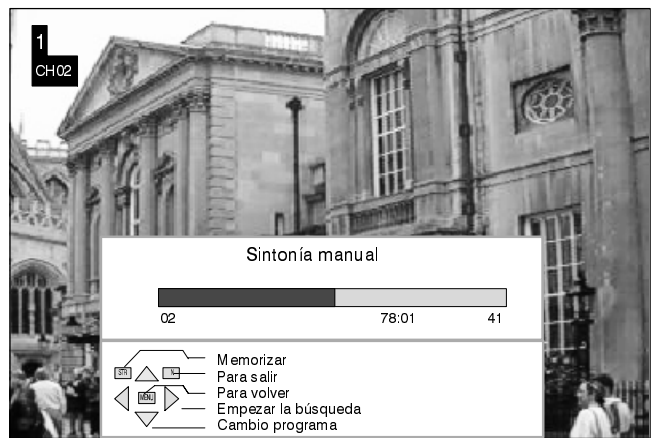 1
CH02
Sintonía manual
02 78:01 41
STR N
Memorizar
Para salir
MENU
Para volver
Empezar la búsqueda
Cambio programa